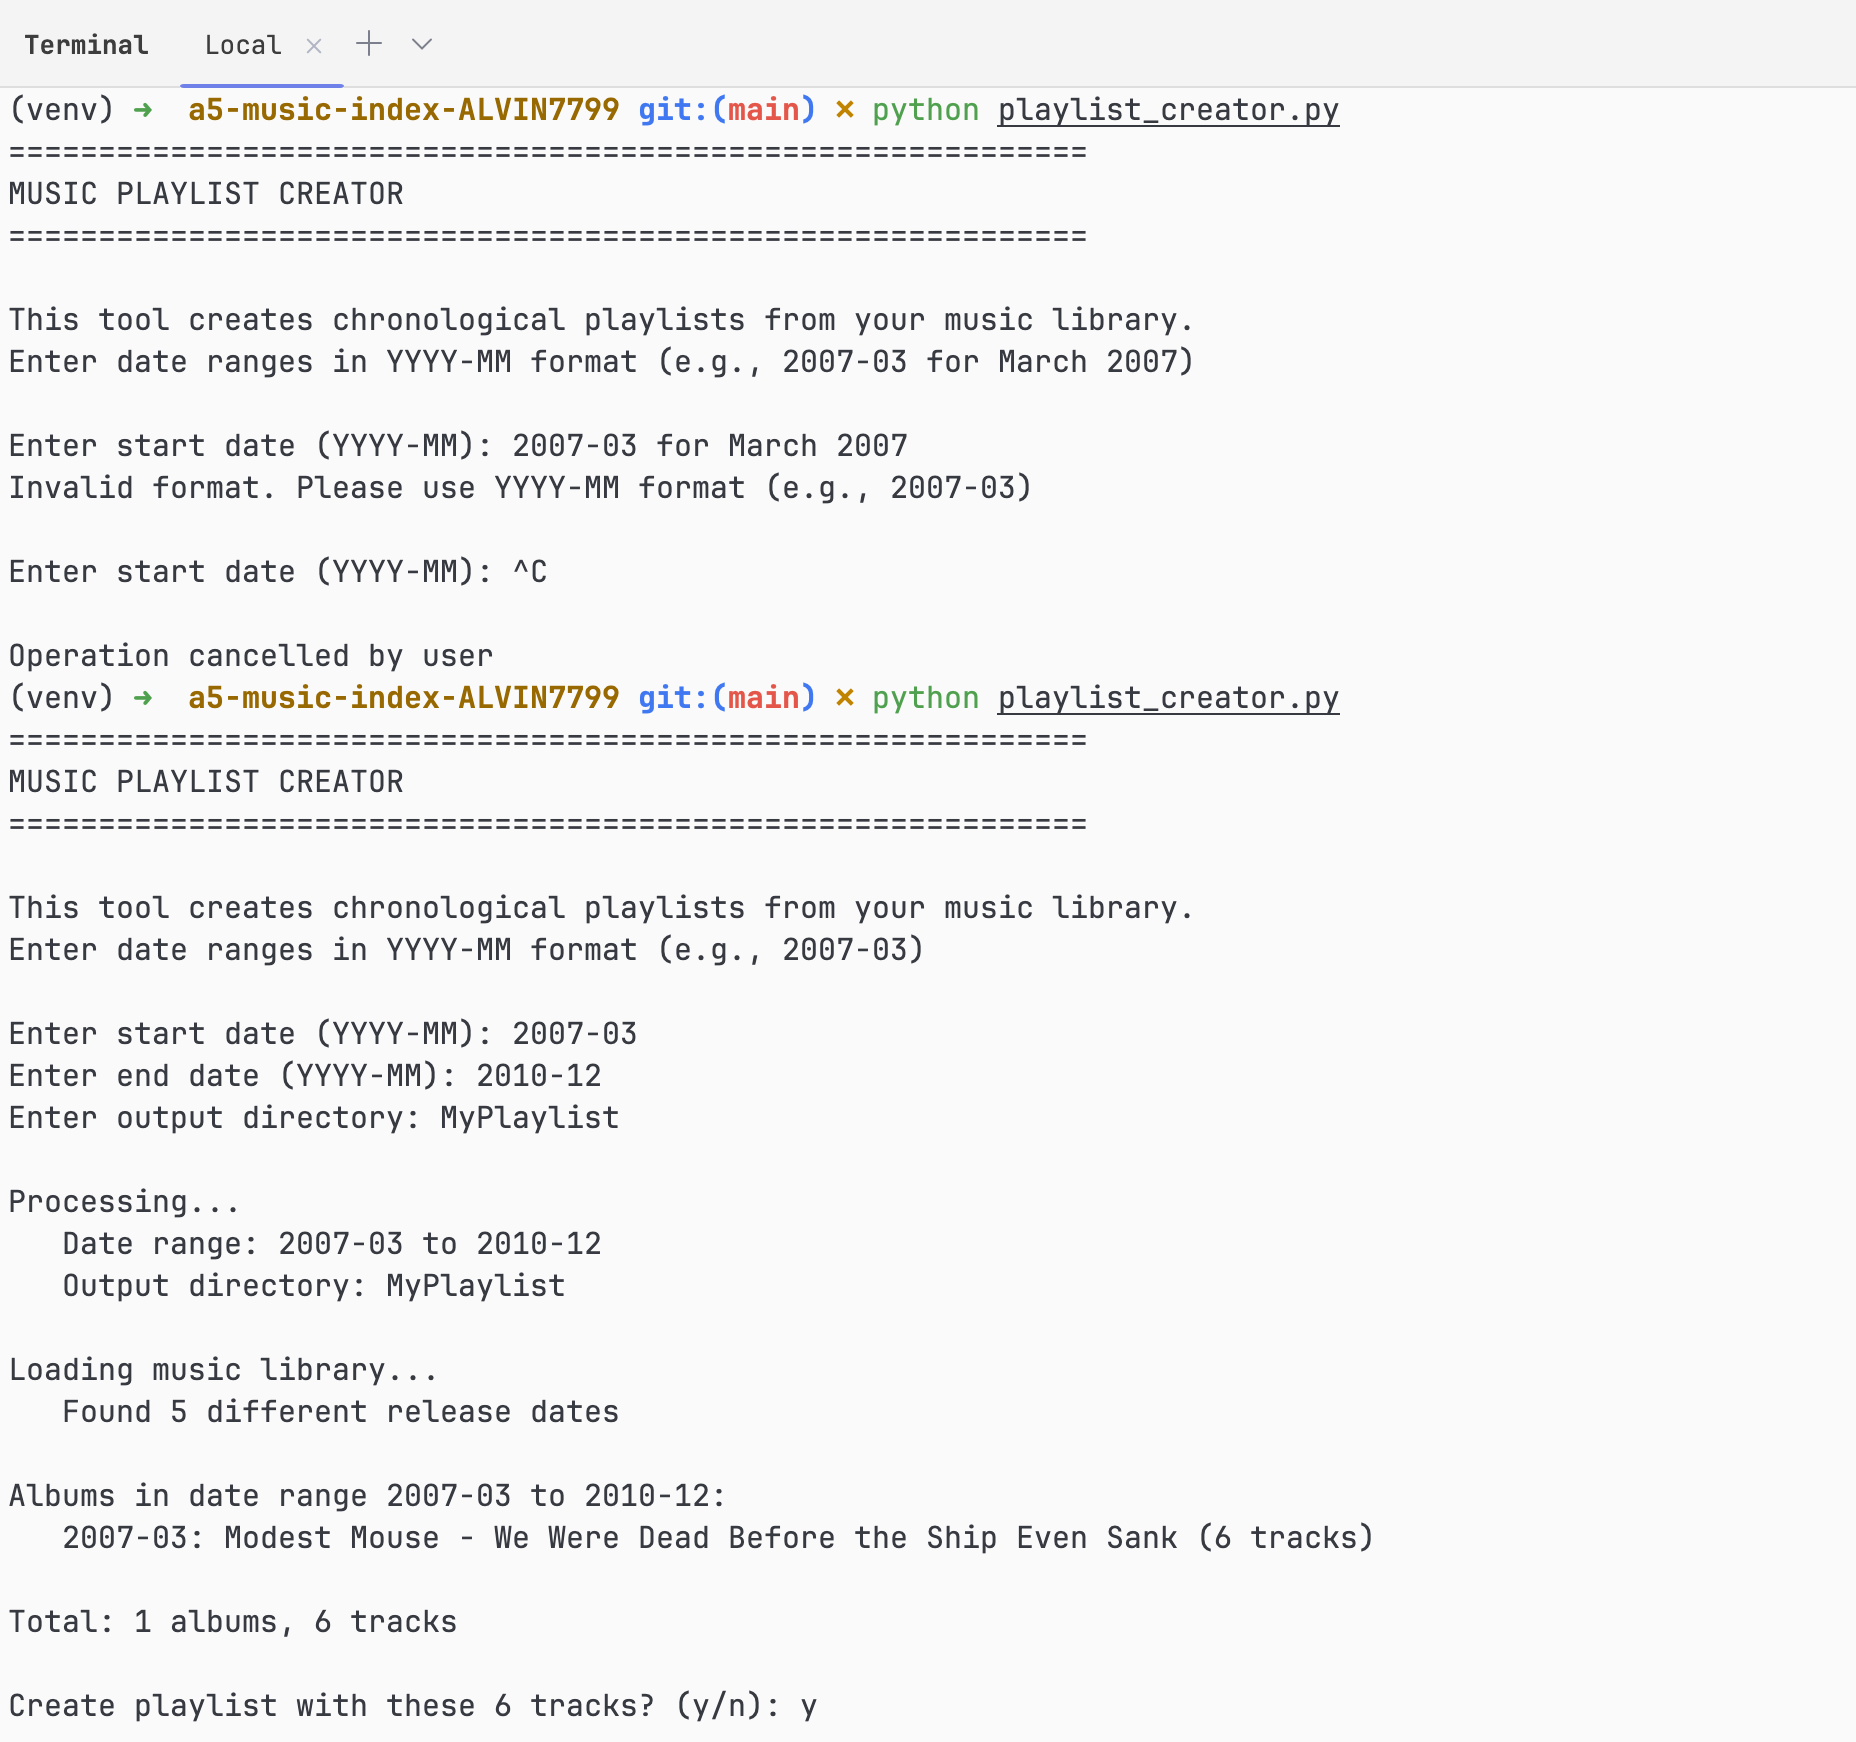 Terminal Local × + ⌄
(venv) ➜  a5-music-index-ALVIN7799 git:(main) ✗ python playlist_creator.py
============================================================
MUSIC PLAYLIST CREATOR
============================================================
This tool creates chronological playlists from your music library.
Enter date ranges in YYYY-MM format (e.g., 2007-03 for March 2007)
Enter start date (YYYY-MM): 2007-03 for March 2007
Invalid format. Please use YYYY-MM format (e.g., 2007-03)
Enter start date (YYYY-MM): ^C
Operation cancelled by user
(venv) ➜  a5-music-index-ALVIN7799 git:(main) ✗ python playlist_creator.py
============================================================
MUSIC PLAYLIST CREATOR
============================================================
This tool creates chronological playlists from your music library.
Enter date ranges in YYYY-MM format (e.g., 2007-03)
Enter start date (YYYY-MM): 2007-03
Enter end date (YYYY-MM): 2010-12
Enter output directory: MyPlaylist
Processing...
   Date range: 2007-03 to 2010-12
   Output directory: MyPlaylist
Loading music library...
   Found 5 different release dates
Albums in date range 2007-03 to 2010-12:
   2007-03: Modest Mouse - We Were Dead Before the Ship Even Sank (6 tracks)
Total: 1 albums, 6 tracks
Create playlist with these 6 tracks? (y/n): y